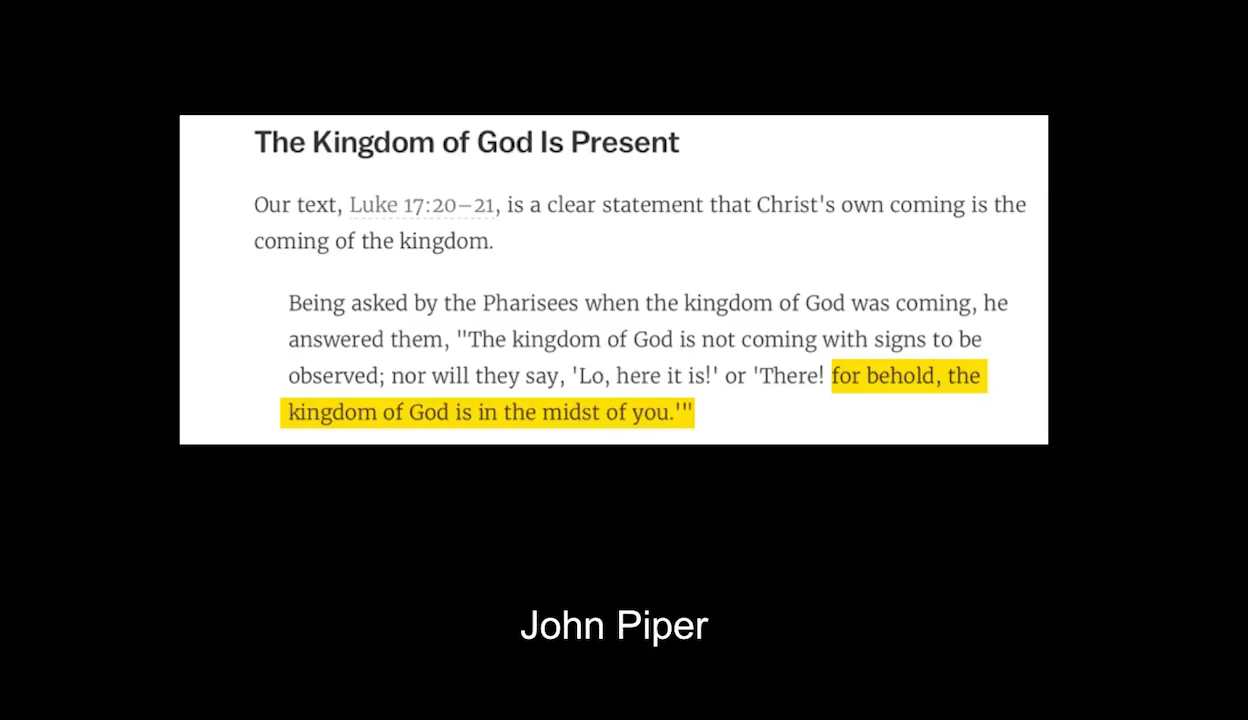 The Kingdom of God Is Present
Our text, Luke 17:20–21, is a clear statement that Christ's own coming is the
coming of the kingdom.
Being asked by the Pharisees when the kingdom of God was coming, he
answered them, "The kingdom of God is not coming with signs to be
observed; nor will they say, 'Lo, here it is!' or 'There! for behold, the
kingdom of God is in the midst of you.'"
John Piper